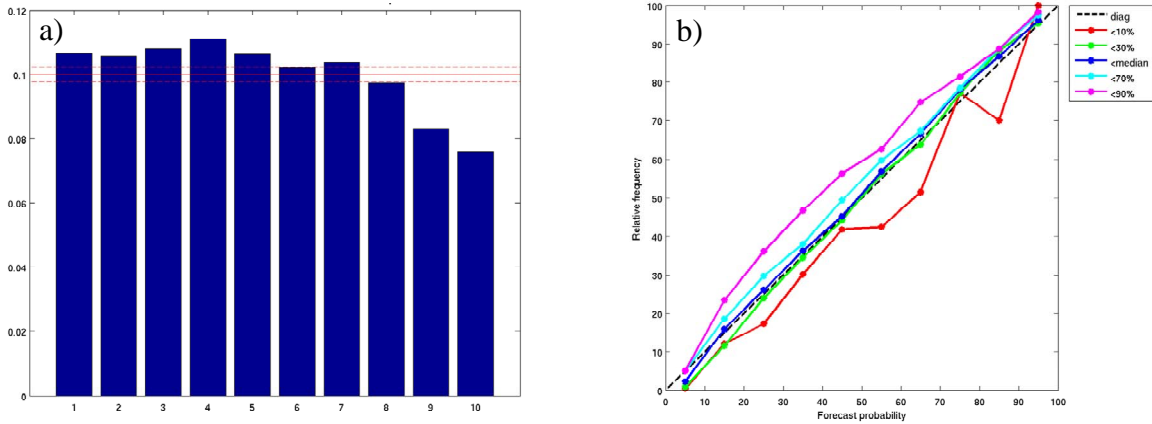 a)
0.12
0.1
0.08
0.06
0.04
0.02
0
1 2 3 4 5 6 7 8 9 10
b)
100
90
80
70
60
50
40
30
20
10
0
Relative frequency
0 10 20 30 40 50 60 70 80 90 100
Forecast probability
diag
<10%
<30%
<median
<70%
<90%